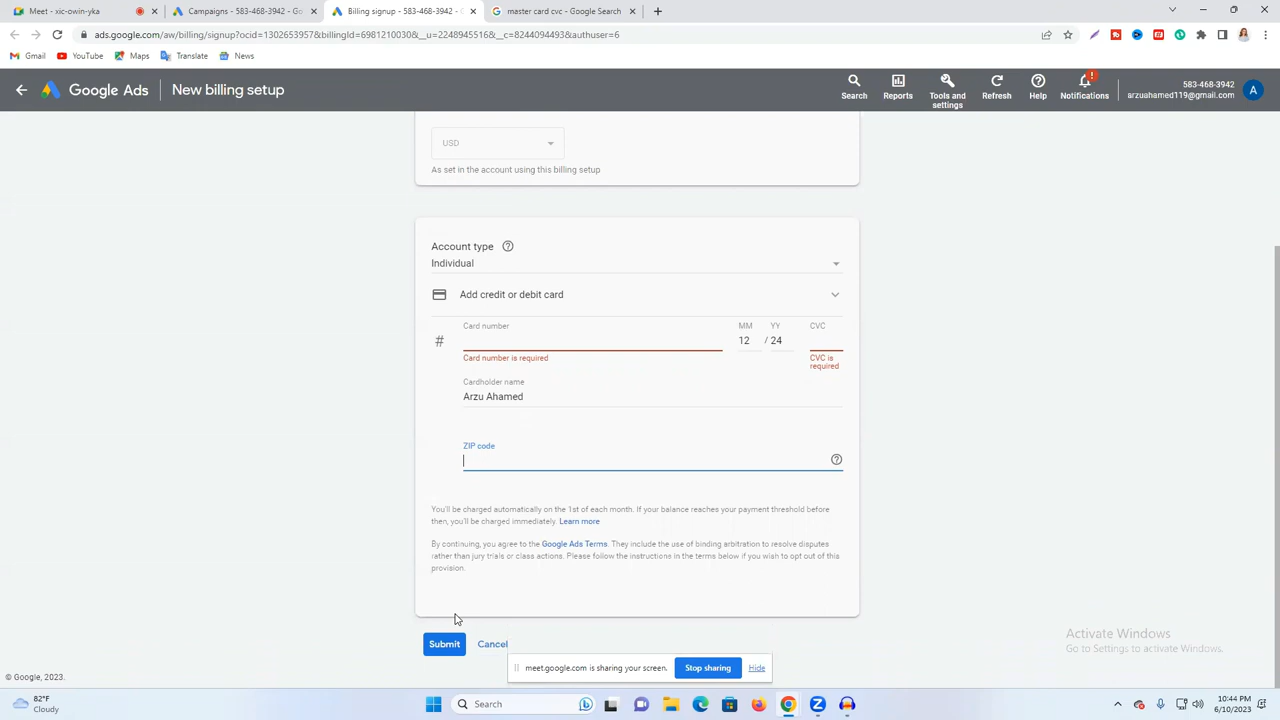 Meet - xic-owin-yka
Campaigns - 583-468-3942 - Go
Billing signup - 583-468-3942 - G
master card cvc - Google Search
ads.google.com/aw/billing/signup?ocid=1302653957&billingId=6981210030&__u=2248945516&__c=8244094493&authuser=6
Gmail
YouTube
Maps
Translate
News
Google Ads
New billing setup
Search
Reports
Tools and settings
Refresh
Help
Notifications
583-468-3942
arzuahamed119@gmail.com
A
USD
As set in the account using this billing setup
Account type
Individual
Add credit or debit card
Card number
MM
YY
CVC
#
12 / 24
Card number is required
CVC is
required
Cardholder name
Arzu Ahamed
ZIP code
You'll be charged automatically on the 1st of each month. If your balance reaches your payment threshold before
then, you'll be charged immediately. Learn more
By continuing, you agree to the Google Ads Terms. They include the use of binding arbitration to resolve disputes
rather than jury trials or class actions. Please follow the instructions in the terms below if you wish to opt out of this
provision.
Submit
Cancel
Activate Windows
Go to Settings to activate Windows.
meet.google.com is sharing your screen.
Stop sharing
Hide
© Google, 2023.
82°F
Cloudy
Search
10:44 PM
6/10/2023